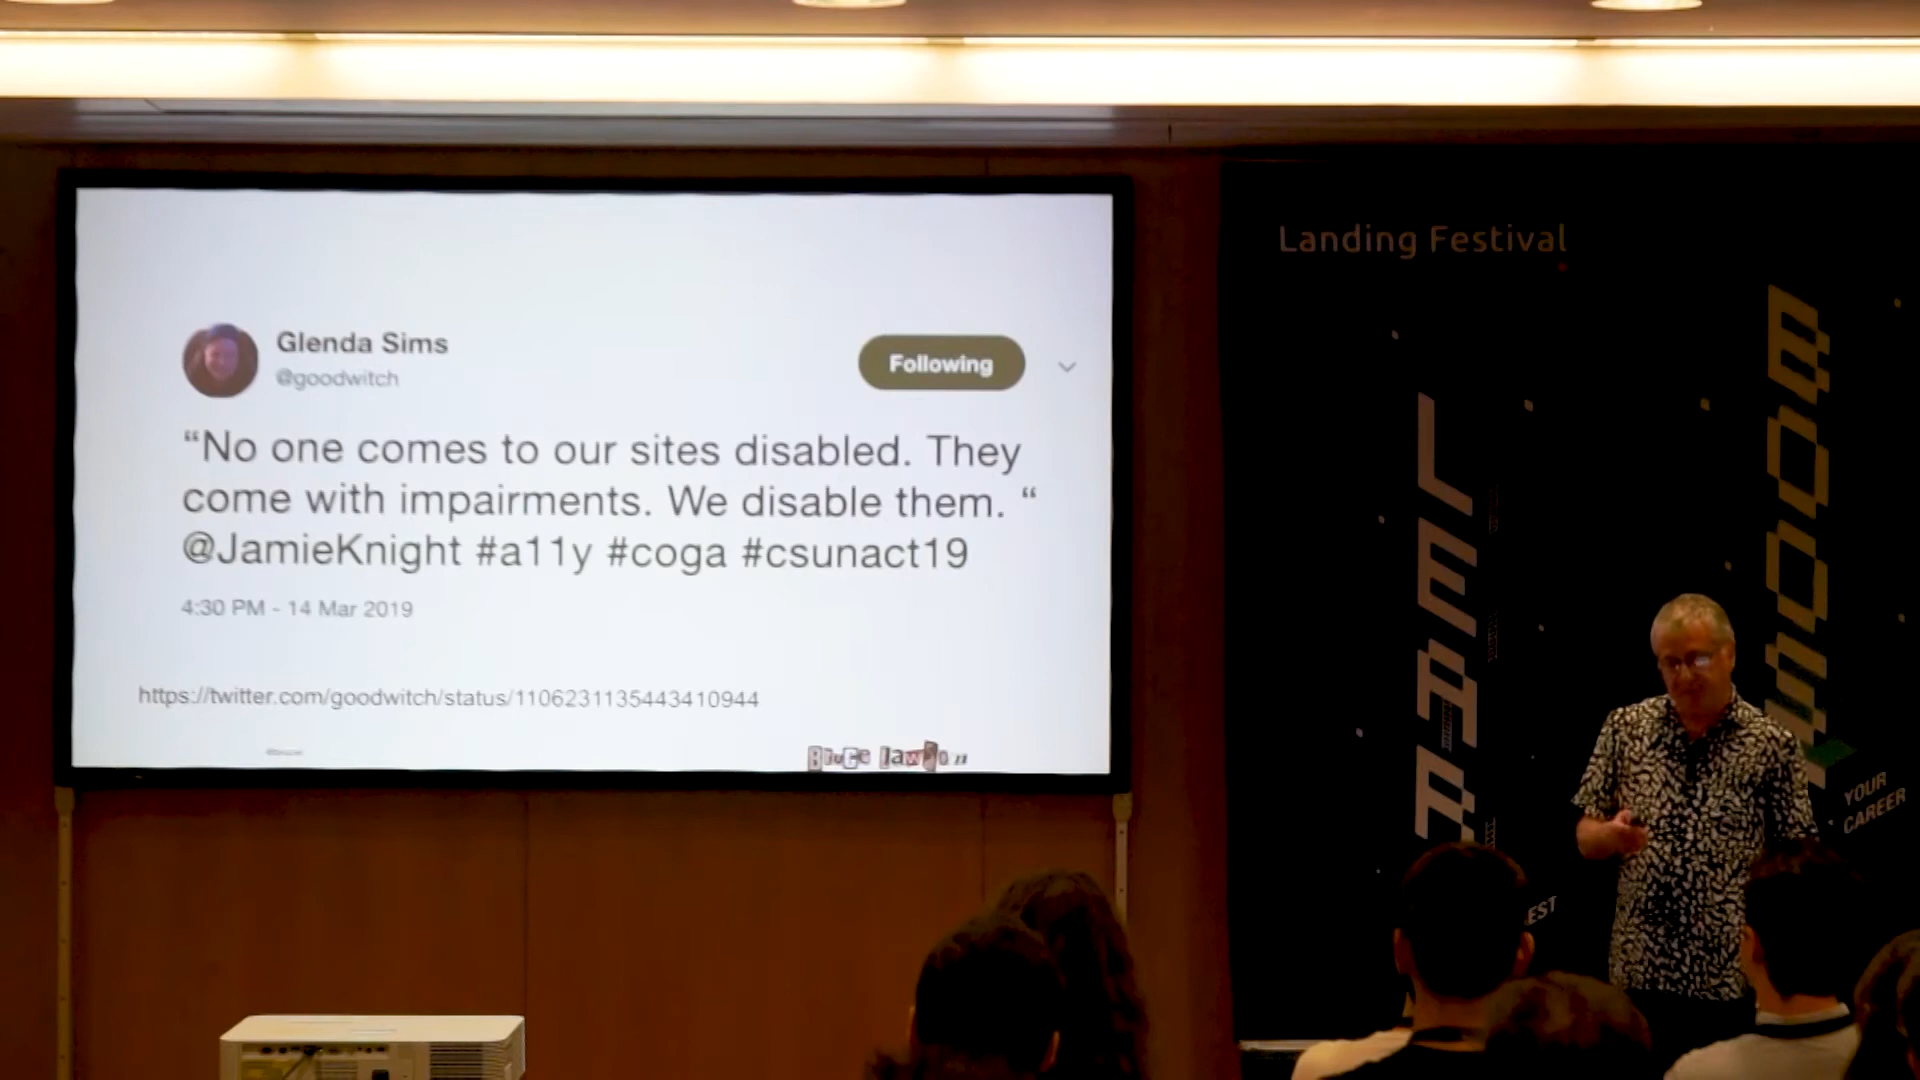 Landing Festival
Glenda Sims
@goodwitch
Following
“No one comes to our sites disabled. They
come with impairments. We disable them. “
@JamieKnight #a11y #coga #csunact19
4:30 PM - 14 Mar 2019
https://twitter.com/goodwitch/status/1106231135443410944
Bruce Lawson
YOUR
CAREER